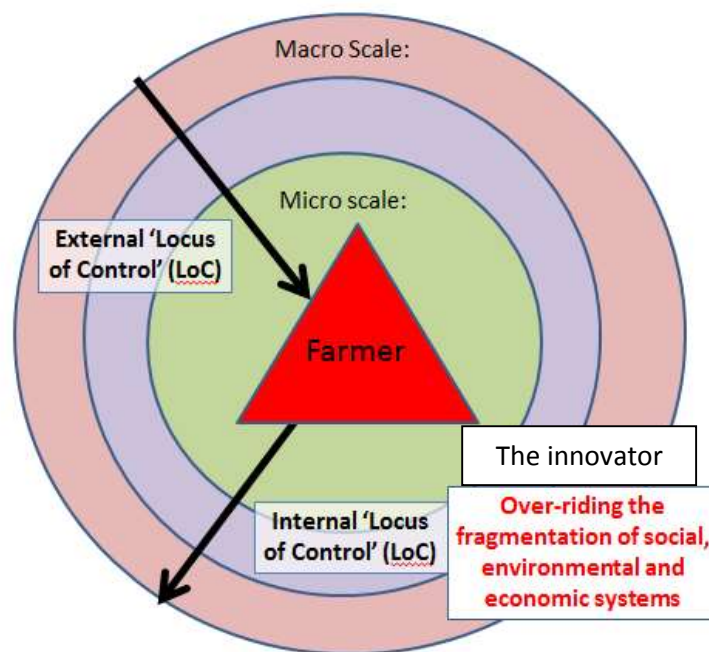 Macro Scale:
Micro scale:
External ‘Locus
of Control’ (LoC)
Farmer
The innovator
Internal ‘Locus
of Control’ (LoC)
Over-riding the
fragmentation of social,
environmental and
economic systems